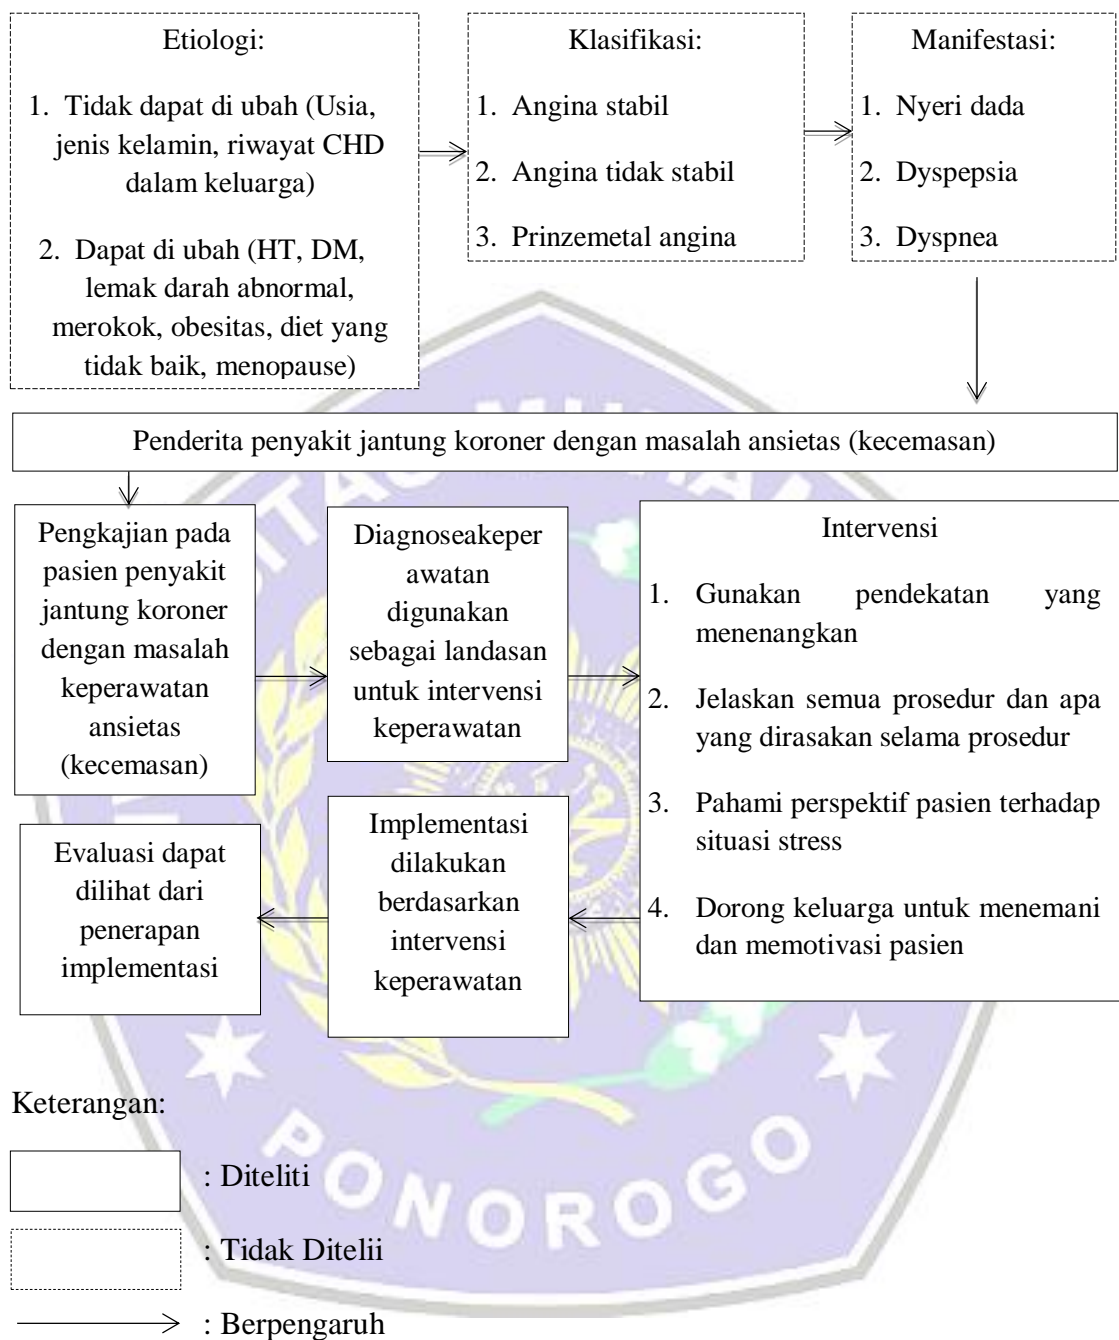 Etiologi:
1. Tidak dapat di ubah (Usia,
jenis kelamin, riwayat CHD
dalam keluarga)
2. Dapat di ubah (HT, DM,
lemak darah abnormal,
merokok, obesitas, diet yang
tidak baik, menopause)
Klasifikasi:
1. Angina stabil
2. Angina tidak stabil
3. Prinzemetal angina
Manifestasi:
1. Nyeri dada
2. Dyspepsia
3. Dyspnea
Penderita penyakit jantung koroner dengan masalah ansietas (kecemasan)
Pengkajian pada
pasien penyakit
jantung koroner
dengan masalah
keperawatan
ansietas
(kecemasan)
Diagnoseakeper
awatan
digunakan
sebagai landasan
untuk intervensi
keperawatan
Intervensi
1. Gunakan pendekatan yang
menenangkan
2. Jelaskan semua prosedur dan apa
yang dirasakan selama prosedur
3. Pahami perspektif pasien terhadap
situasi stress
4. Dorong keluarga untuk menemani
dan memotivasi pasien
Implementasi
dilakukan
berdasarkan
intervensi
keperawatan
Evaluasi dapat
dilihat dari
penerapan
implementasi
Keterangan:
: Diteliti
: Tidak Ditelii
: Berpengaruh
PONOROGO